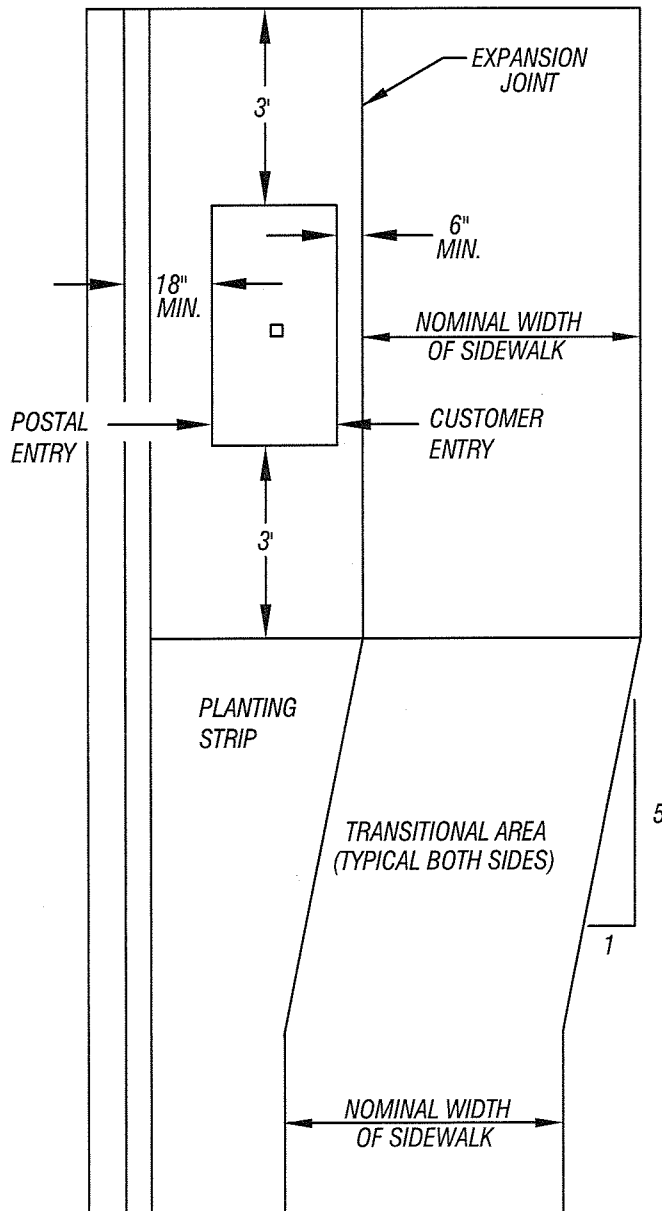 EXPANSION
JOINT
3'
6"
MIN.
18"
MIN.
NOMINAL WIDTH
OF SIDEWALK
POSTAL
ENTRY
CUSTOMER
ENTRY
3'
PLANTING
STRIP
5
TRANSITIONAL AREA
(TYPICAL BOTH SIDES)
1
NOMINAL WIDTH
OF SIDEWALK